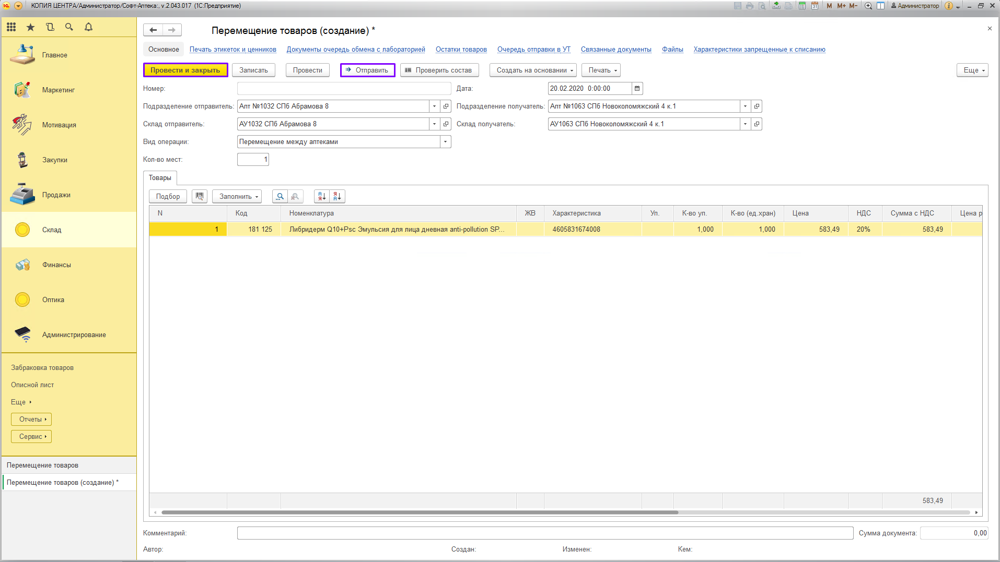 КОПИЯ ЦЕНТРА/Администратор/Софт-Аптека:, v.2.043.017 (1С:Предприятие)
31 M M+ M- Администратор
Главное
Маркетинг
Мотивация
Закупки
Продажи
Склад
Финансы
Оптика
Администрирование
Забраковка товаров
Описной лист
Еще
Отчеты
Сервис
Перемещение товаров
Перемещение товаров (создание) *
Перемещение товаров (создание) *
Основное Печать этикеток и ценников Документы очередь обмена с лабораторией Остатки товаров Очередь отправки в УТ Связанные документы Файлы Характеристики запрещенные к списанию
Провести и закрыть Записать Провести Отправить Проверить состав Создать на основании Печать Еще
Номер: Дата: 20.02.2020 0:00:00
Подразделение отправитель: Апт №1032 СПб Абрамова 8 Подразделение получатель: Апт №1063 СПб Новоколомяжский 4 к.1
Склад отправитель: АУ1032 СПб Абрамова 8 Склад получатель: АУ1063 СПб Новоколомяжский 4 к.1
Вид операции: Перемещение между аптеками
Кол-во мест: 1
Товары
Подбор Заполнить
N Код Номенклатура ЖВ Характеристика Уп. К-во уп. К-во (ед.хран) Цена НДС Сумма с НДС Цена р
1 181 125 Либридерм Q10+Рsc Эмульсия для лица дневная anti-pollution SP... 4605831674008 1,000 1,000 583,49 20% 583,49
583,49
Комментарий: Сумма документа: 0,00
Автор: Создан: Изменен: Кем: